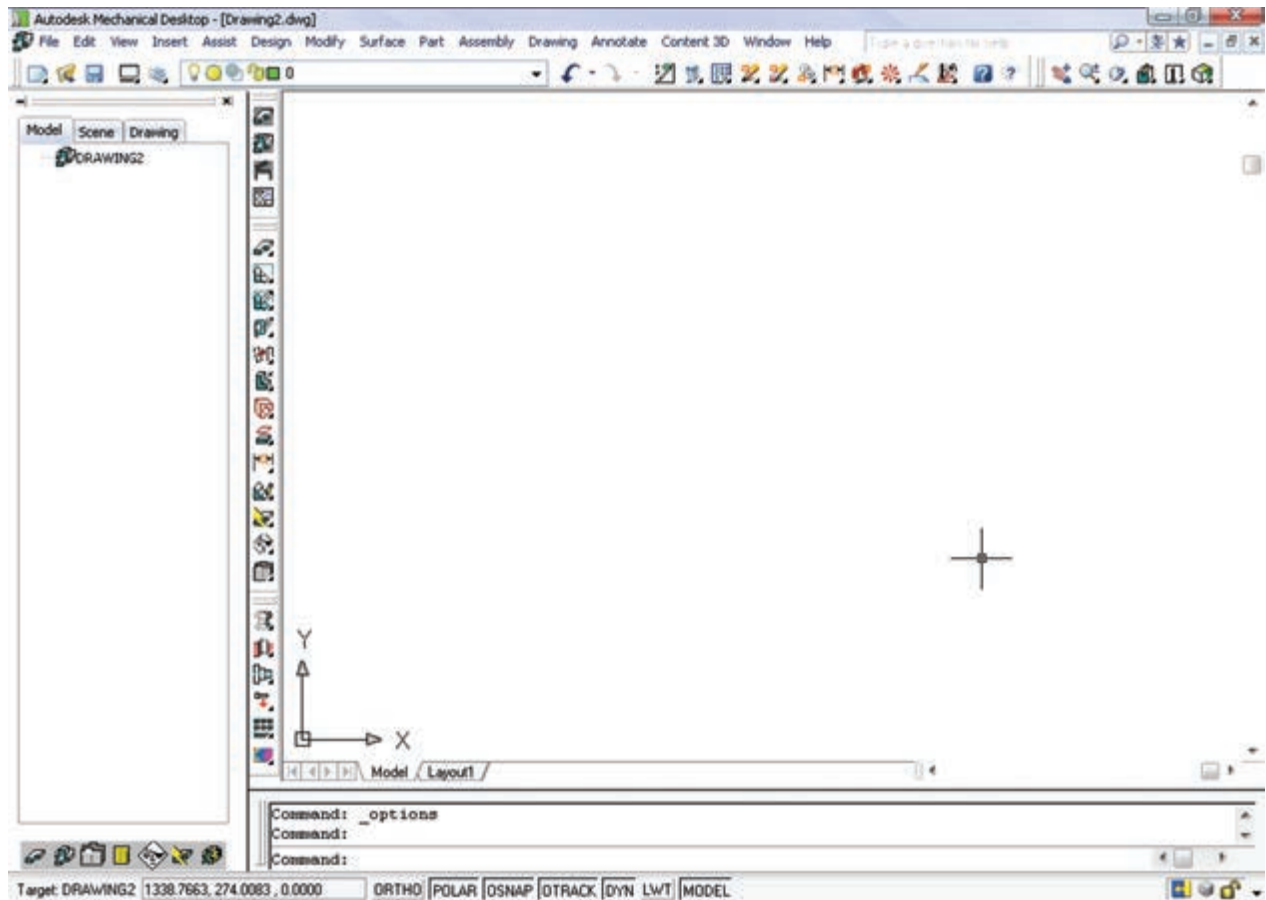 Autodesk Mechanical Desktop - [Drawing2.dwg]
File Edit View Insert Assist Design Modify Surface Part Assembly Drawing Annotate Content 3D Window Help
0
Model Scene Drawing
DRAWING2
Y
X
Model Layout1
Command: _options
Command:
Command:
Target: DRAWING2 1338.7663, 274.0083 , 0.0000 ORTHO POLAR OSNAP OTRACK DYN LWT MODEL